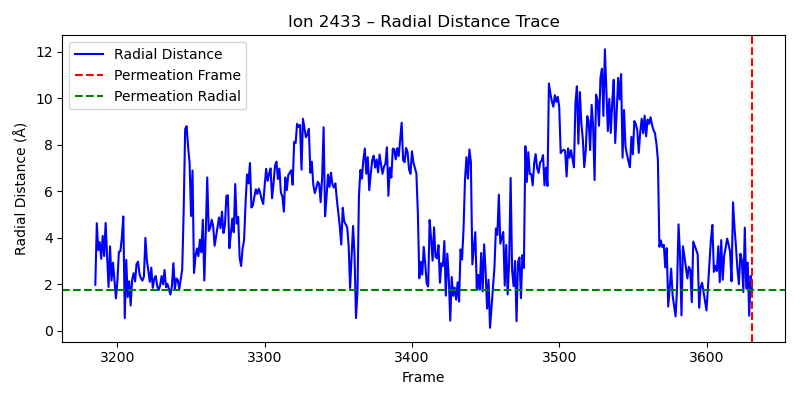 Ion 2433 – Radial Distance Trace
Radial Distance
Permeation Frame
Permeation Radial
Radial Distance (Å)
12
10
8
6
4
2
0
3200
3300
3400
3500
3600
Frame